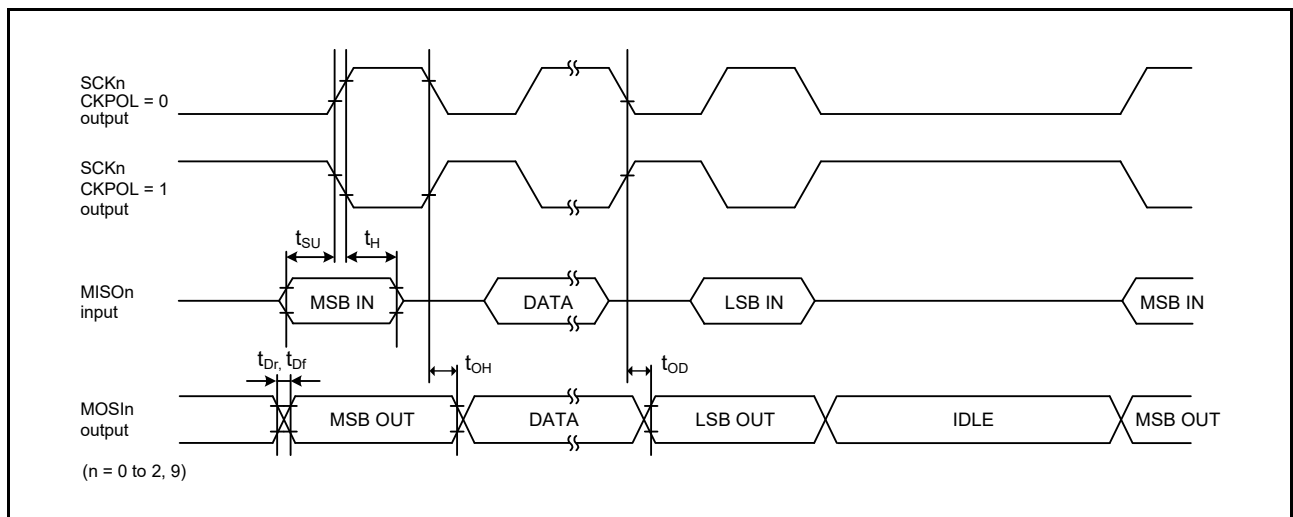 SCKn
CKPOL = 0
output
SCKn
CKPOL = 1
output
tSU
tH
MISOn
input
MSB IN
DATA
LSB IN
MSB IN
tDr, tDf
tOH
tOD
MOSIn
output
MSB OUT
DATA
LSB OUT
IDLE
MSB OUT
(n = 0 to 2, 9)